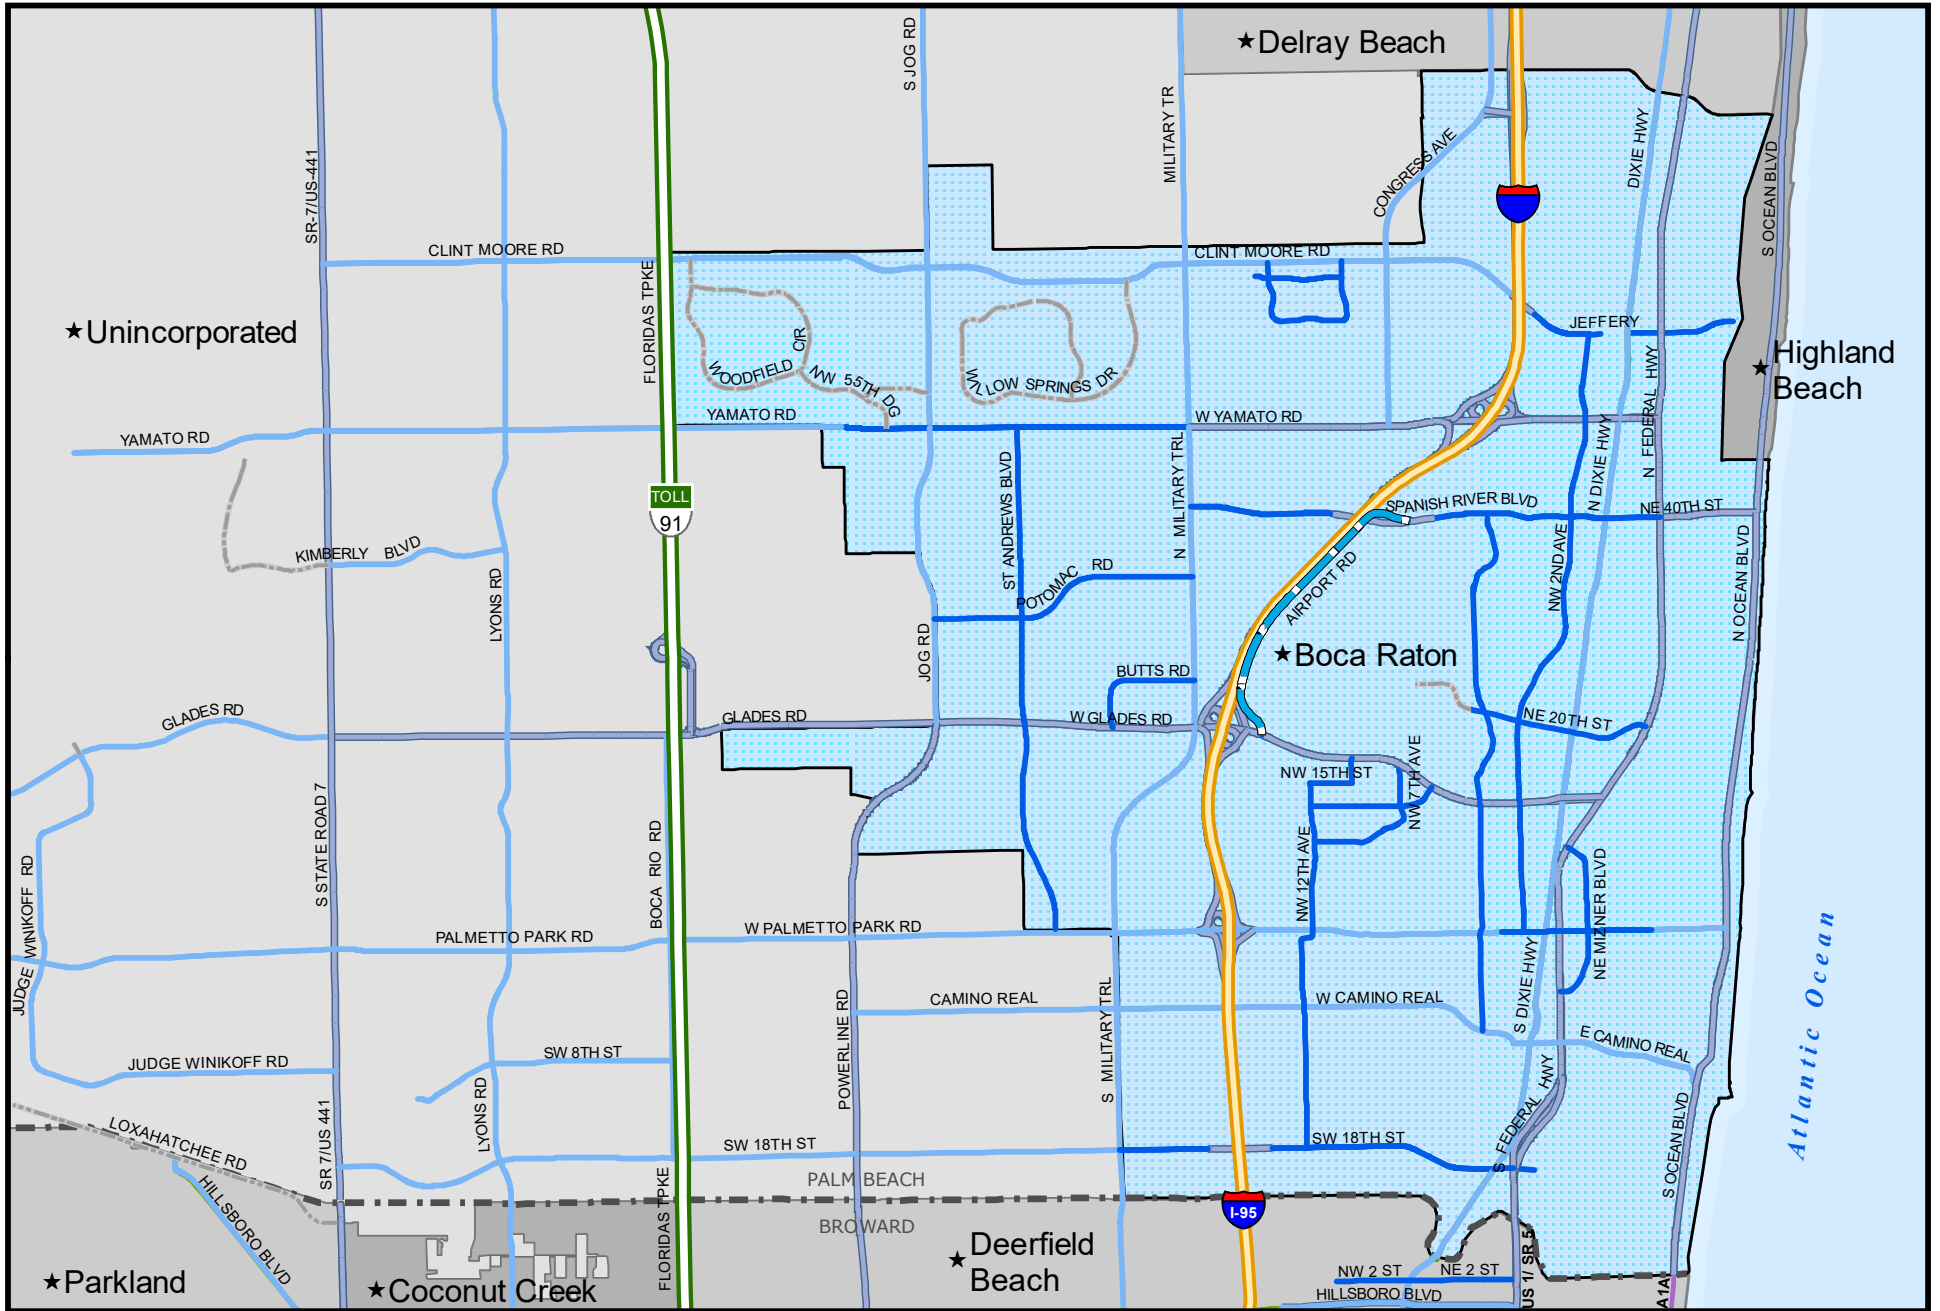 Delray Beach
S JOG RD
MILITARY TR
DIXIE HWY
CONGRESS AVE
S OCEAN BLVD
SR-7/US-441
CLINT MOORE RD
CLINT MOORE RD
FLORIDAS TPKE
Unincorporated
JEFFERY
WOODFIELD CIR
NW 55TH DG
WILLOW SPRINGS DR
Highland
Beach
N FEDERAL HWY
YAMATO RD
YAMATO RD
W YAMATO RD
N DIXIE HWY
ST ANDREWS BLVD
N MILITARY TRL
TOLL
91
SPANISH RIVER BLVD
NE 40TH ST
KIMBERLY BLVD
LYONS RD
POTOMAC RD
AIRPORT RD
NW 2ND AVE
N OCEAN BLVD
JOG RD
Boca Raton
BUTTS RD
GLADES RD
GLADES RD
W GLADES RD
NE 20TH ST
NW 15TH ST
NW 7TH AVE
S STATE ROAD 7
BOCA RIO RD
NW 12TH AVE
NE MIZNER BLVD
JUDGE WINIKOFF RD
PALMETTO PARK RD
W PALMETTO PARK RD
S DIXIE HWY
Atlantic Ocean
POWERLINE RD
CAMINO REAL
S MILITARY TRL
W CAMINO REAL
E CAMINO REAL
JUDGE WINIKOFF RD
SW 8TH ST
LYONS RD
LOXAHATCHEE RD
SR 7/US 441
SW 18TH ST
SW 18TH ST
S FEDERAL HWY
S OCEAN BLVD
PALM BEACH
BROWARD
HILLSBORO BLVD
FLORIDAS TPKE
I-95
Deerfield
Beach
Parkland
Coconut Creek
NW 2 ST
NE 2 ST
HILLSBORO BLVD
US 1/ SR 5
A1A